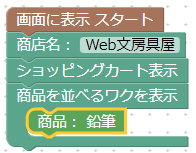 画面に表示 スタート
商店名： Web文房具屋
ショッピングカート表示
商品を並べるワクを表示
商品： 鉛筆